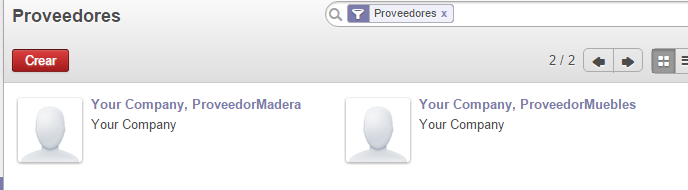 Proveedores
Proveedores x
Crear
2 / 2
Your Company, ProveedorMadera
Your Company
Your Company, ProveedorMuebles
Your Company